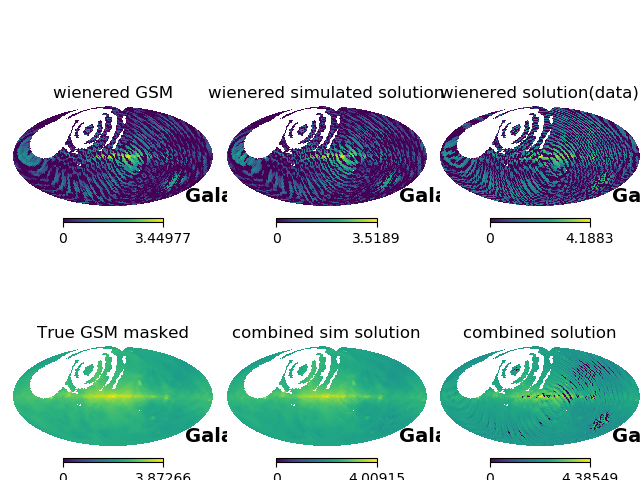 wienered GSM
wienered simulated solution
wienered solution(data)
Gala
Gala
Ga
0 3.44977
0 3.5189
0 4.1883
True GSM masked
combined sim solution
combined solution
Gala
Gala
Ga
0 3.87266
0 4.00915
0 4.38549